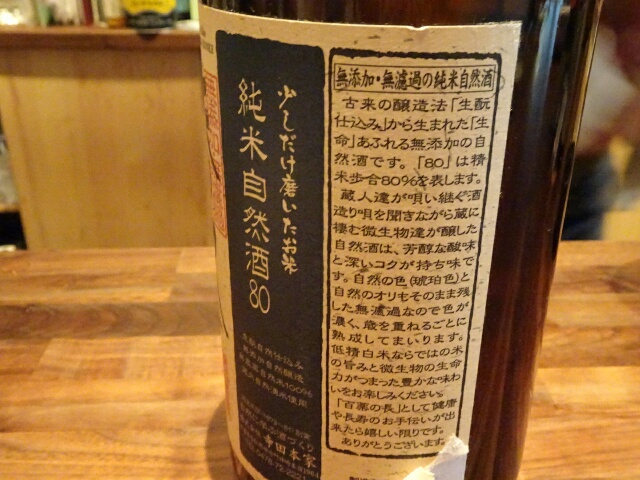 無添加・無濾過の純米自然酒
古来の醸造法「生酛
仕込み」から生まれた「生
命」あふれる無添加の自
然酒です。「80」は精
米歩合80%を表します。
蔵人達が唄い継ぐ酒
造り唄を聞きながら蔵に
棲む微生物達が醸した
自然酒は、芳醇な酸味
と深いコクが持ち味で
す。自然の色(琥珀色)と
自然のオリもそのまま残
した無濾過なので色が
濃く、歳を重ねるごとに
熟成してまいります。
低精白米ならではの米
の旨みと微生物の生命
力がつまった豊かな味わ
いをお楽しみください。
「百薬の長」として健康
や長寿のお手伝いが出
来たら嬉しい限りです。
ありがとうございます。
少しだけ磨いたお米
純米自然酒80
寺田本家